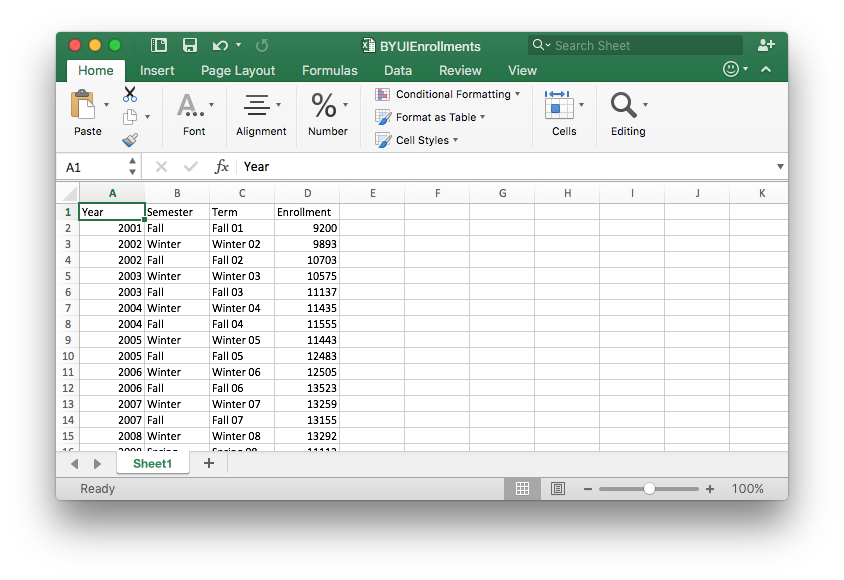 BYUIEnrollments
Search Sheet
Home Insert Page Layout Formulas Data Review View
Paste
A..
Font
Alignment
%
Number
Conditional Formatting
Format as Table
Cell Styles
Cells
Editing
A1 fx Year
A B C D E F G H I J K
1 Year Semester Term Enrollment
2 2001 Fall Fall 01 9200
3 2002 Winter Winter 02 9893
4 2002 Fall Fall 02 10703
5 2003 Winter Winter 03 10575
6 2003 Fall Fall 03 11137
7 2004 Winter Winter 04 11435
8 2004 Fall Fall 04 11555
9 2005 Winter Winter 05 11443
10 2005 Fall Fall 05 12483
11 2006 Winter Winter 06 12505
12 2006 Fall Fall 06 13523
13 2007 Winter Winter 07 13259
14 2007 Fall Fall 07 13155
15 2008 Winter Winter 08 13292
Sheet1 +
Ready − + 100%